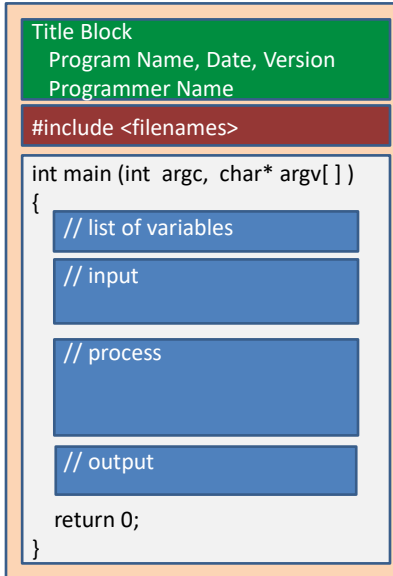 Title Block
Program Name, Date, Version
Programmer Name
#include <filenames>
int main (int argc, char* argv[ ] )
{
// list of variables
// input
// process
// output
return 0;
}